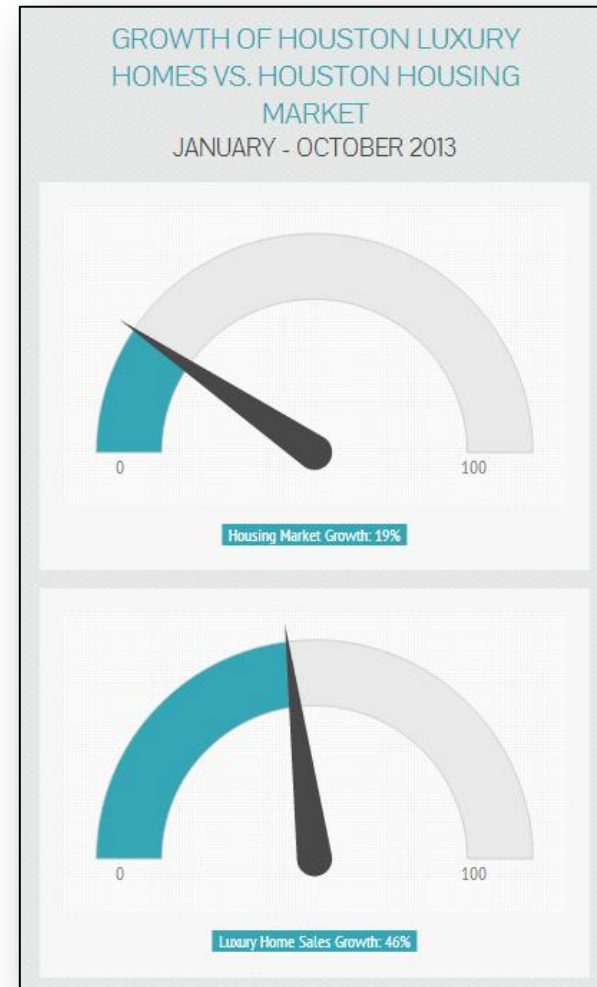 GROWTH OF HOUSTON LUXURY
HOMES VS. HOUSTON HOUSING
MARKET
JANUARY - OCTOBER 2013
0 100
Housing Market Growth: 19%
0 100
Luxury Home Sales Growth: 46%